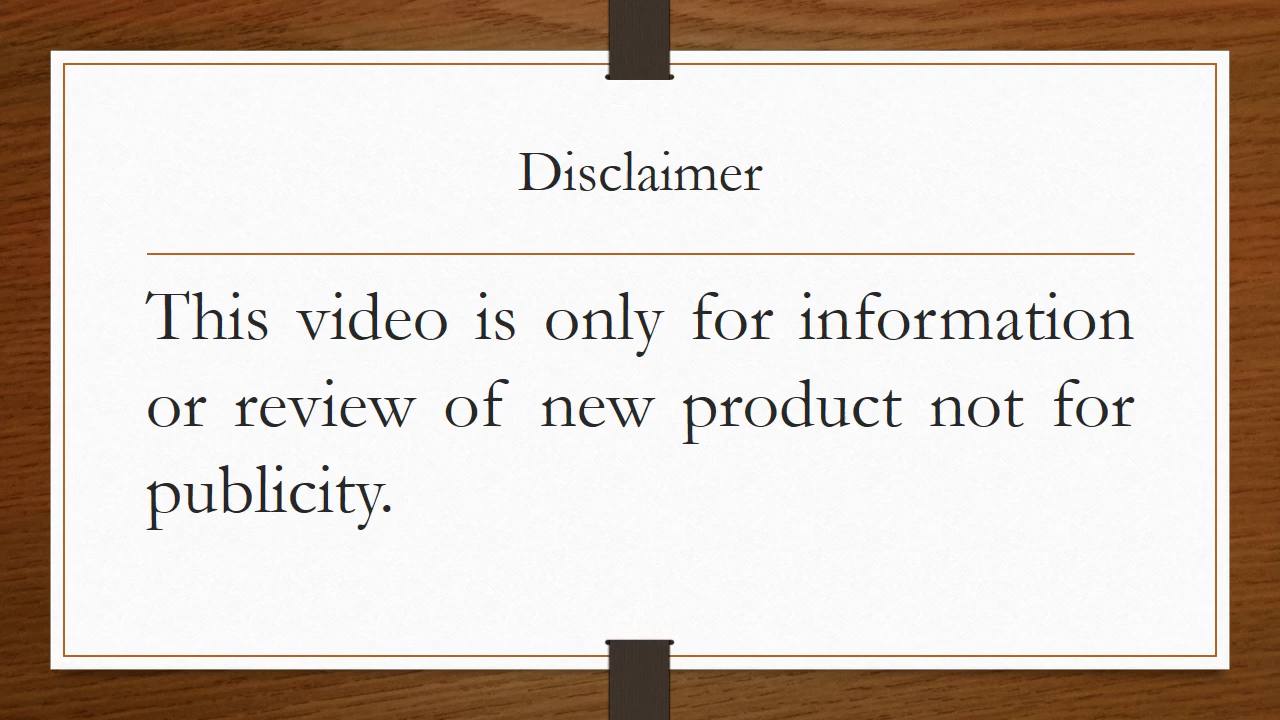 Disclaimer
This video is only for information
or review of new product not for
publicity.